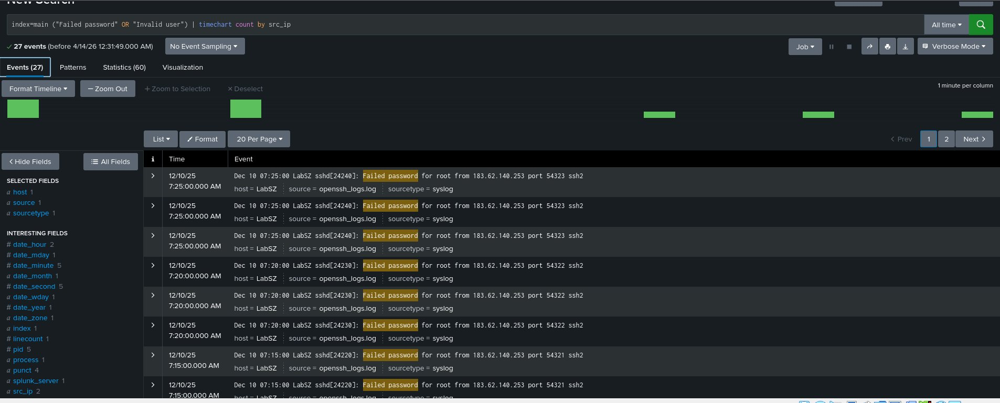 New Search
index=main ("Failed password" OR "Invalid user") | timechart count by src_ip
All time
27 events (before 4/14/26 12:31:49.000 AM)
No Event Sampling
Job
Verbose Mode
Events (27)
Patterns
Statistics (60)
Visualization
Format Timeline
— Zoom Out
+ Zoom to Selection
× Deselect
1 minute per column
List
Format
20 Per Page
< Prev
1
2
Next >
< Hide Fields
All Fields
i
Time
Event
SELECTED FIELDS
a host 1
a source 1
a sourcetype 1
INTERESTING FIELDS
# date_hour 2
# date_mday 1
# date_minute 5
a date_month 1
# date_second 5
a date_wday 1
# date_year 1
a date_zone 1
a index 1
# linecount 1
# pid 5
a process 1
a punct 4
a splunk_server 1
a src_ip 2
12/10/25
7:25:00.000 AM
Dec 10 07:25:00 LabSZ sshd[24240]: Failed password for root from 183.62.140.253 port 54323 ssh2
host = LabSZ source = openssh_logs.log sourcetype = syslog
12/10/25
7:25:00.000 AM
Dec 10 07:25:00 LabSZ sshd[24240]: Failed password for root from 183.62.140.253 port 54323 ssh2
host = LabSZ source = openssh_logs.log sourcetype = syslog
12/10/25
7:25:00.000 AM
Dec 10 07:25:00 LabSZ sshd[24240]: Failed password for root from 183.62.140.253 port 54323 ssh2
host = LabSZ source = openssh_logs.log sourcetype = syslog
12/10/25
7:20:00.000 AM
Dec 10 07:20:00 LabSZ sshd[24230]: Failed password for root from 183.62.140.253 port 54322 ssh2
host = LabSZ source = openssh_logs.log sourcetype = syslog
12/10/25
7:20:00.000 AM
Dec 10 07:20:00 LabSZ sshd[24230]: Failed password for root from 183.62.140.253 port 54322 ssh2
host = LabSZ source = openssh_logs.log sourcetype = syslog
12/10/25
7:20:00.000 AM
Dec 10 07:20:00 LabSZ sshd[24230]: Failed password for root from 183.62.140.253 port 54322 ssh2
host = LabSZ source = openssh_logs.log sourcetype = syslog
12/10/25
7:15:00.000 AM
Dec 10 07:15:00 LabSZ sshd[24220]: Failed password for root from 183.62.140.253 port 54321 ssh2
host = LabSZ source = openssh_logs.log sourcetype = syslog
12/10/25
7:15:00.000 AM
Dec 10 07:15:00 LabSZ sshd[24220]: Failed password for root from 183.62.140.253 port 54321 ssh2
host = LabSZ source = openssh_logs.log sourcetype = syslog